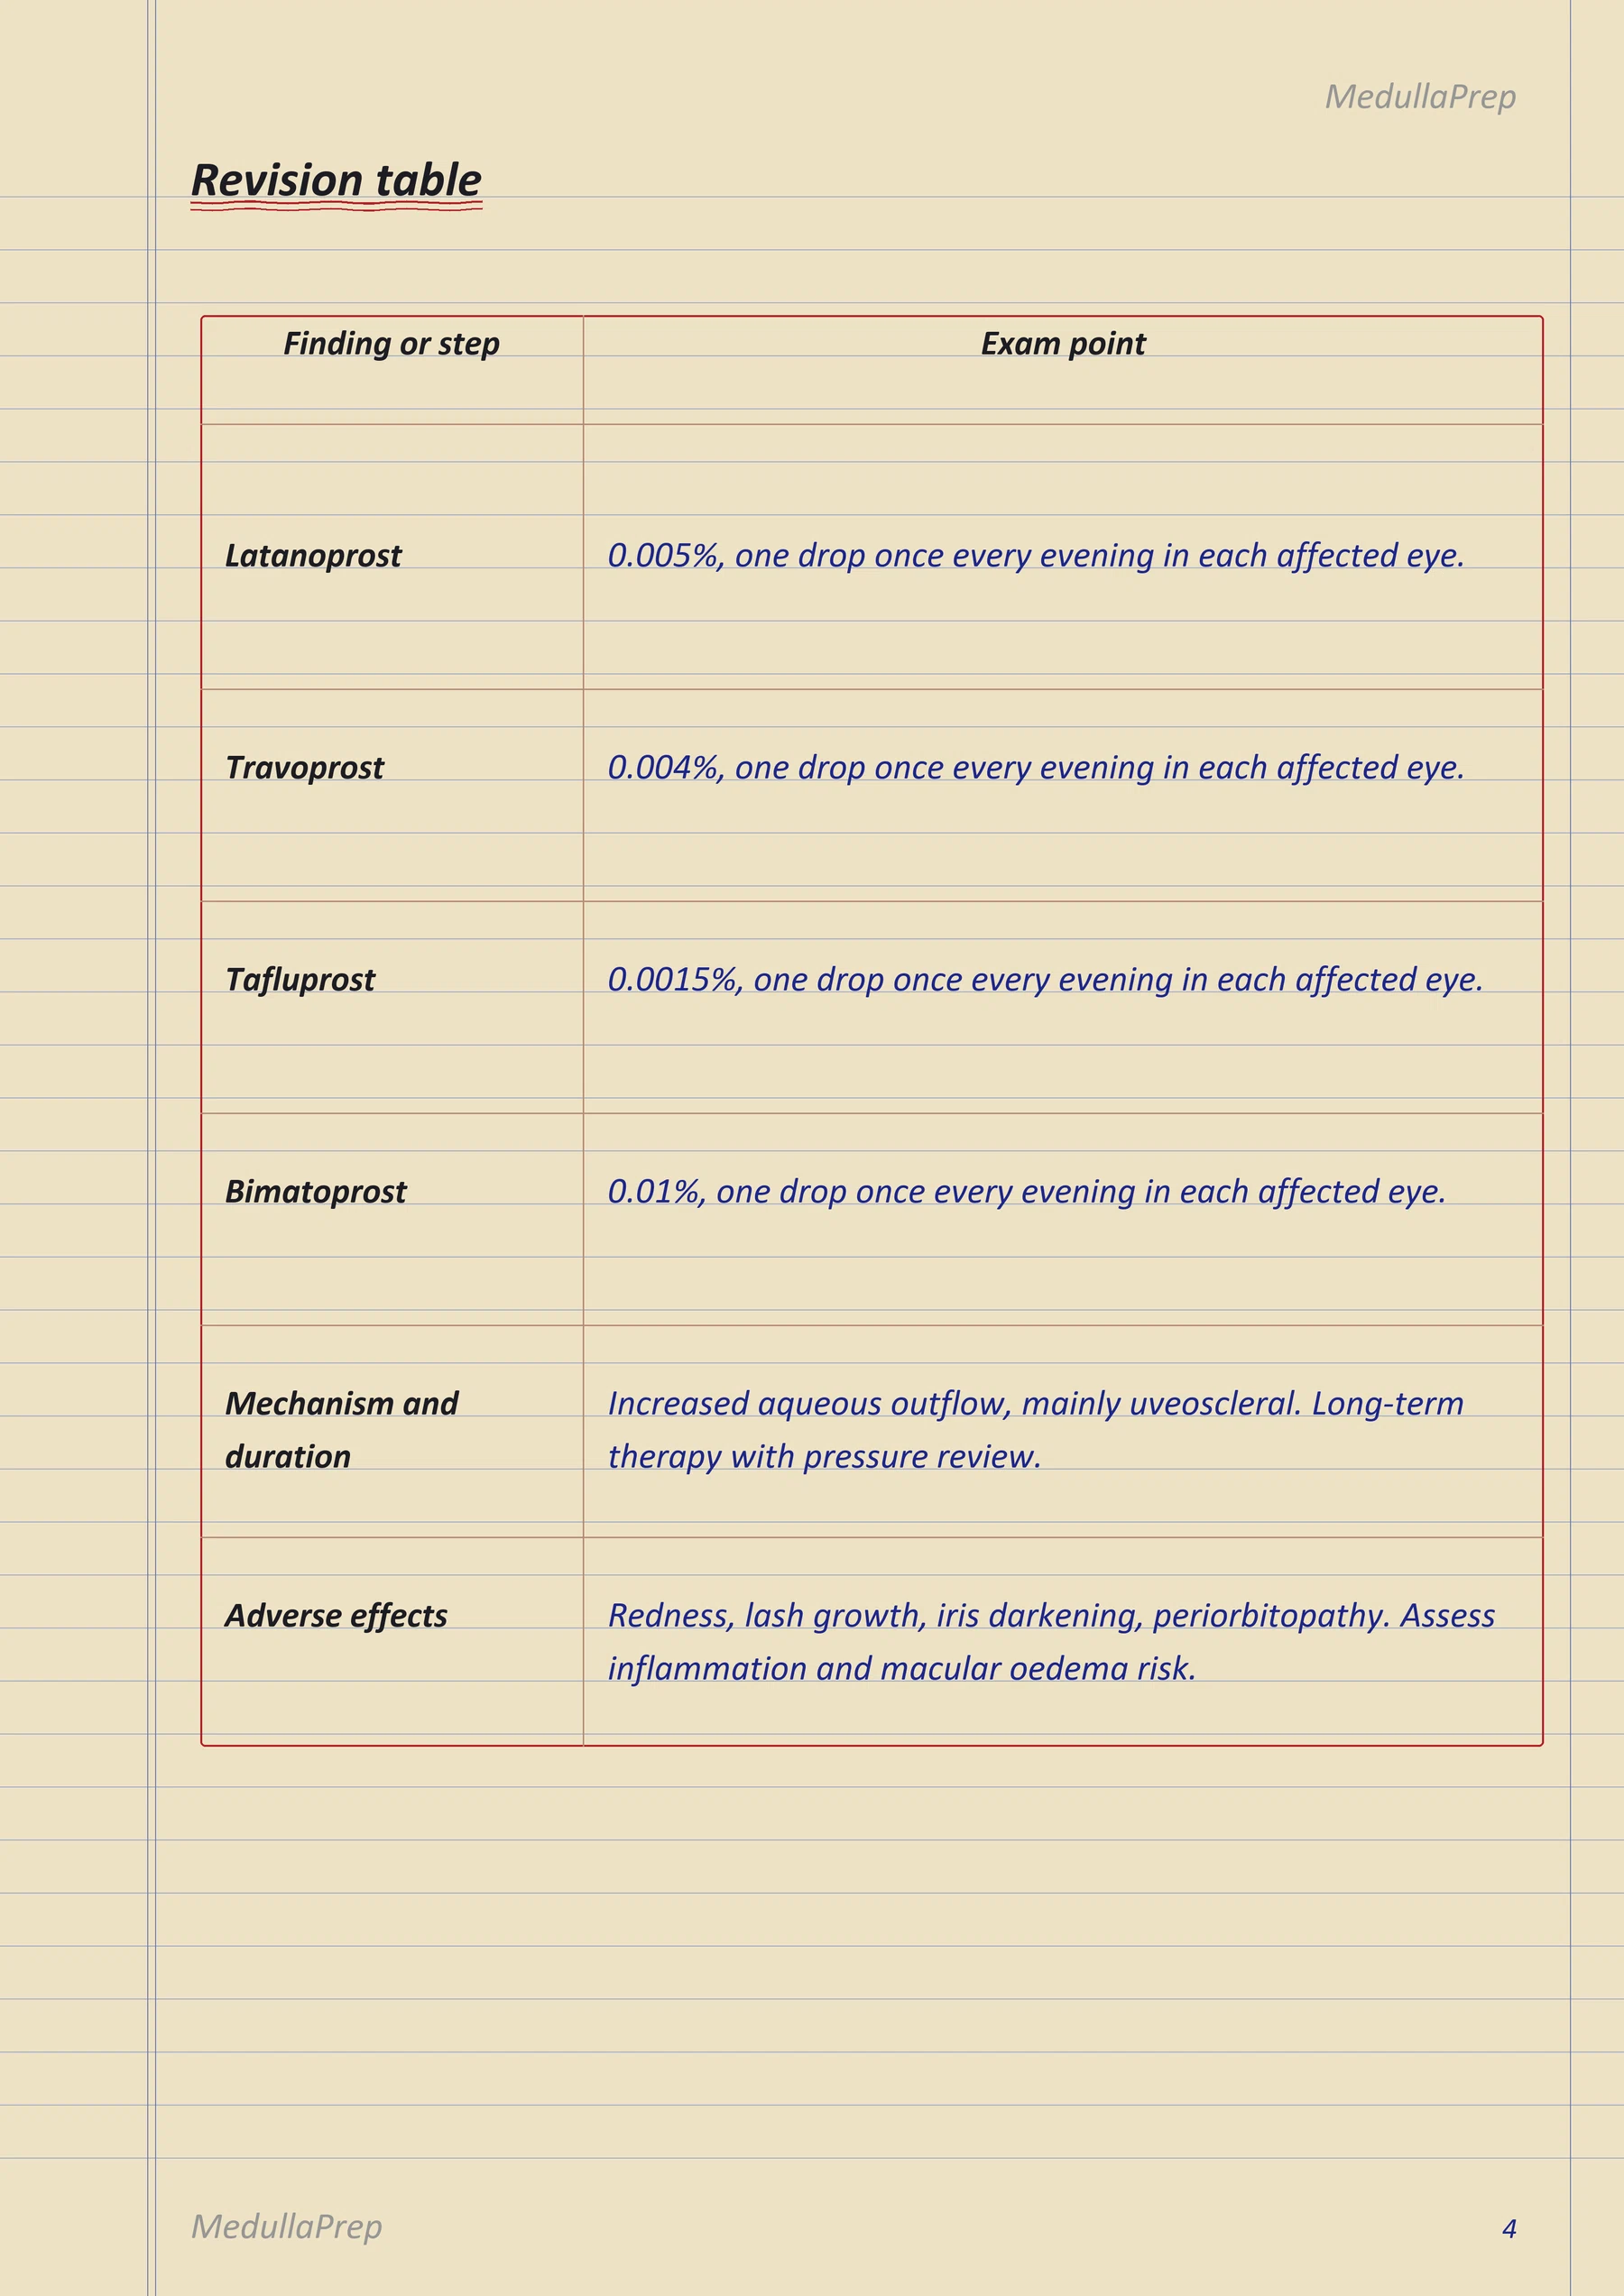 MedullaPrep
Revision table
Finding or step
Exam point
Latanoprost
0.005%, one drop once every evening in each affected eye.
Travoprost
0.004%, one drop once every evening in each affected eye.
Tafluprost
0.0015%, one drop once every evening in each affected eye.
Bimatoprost
0.01%, one drop once every evening in each affected eye.
Mechanism and
duration
Increased aqueous outflow, mainly uveoscleral. Long-term
therapy with pressure review.
Adverse effects
Redness, lash growth, iris darkening, periorbitopathy. Assess
inflammation and macular oedema risk.
MedullaPrep
4